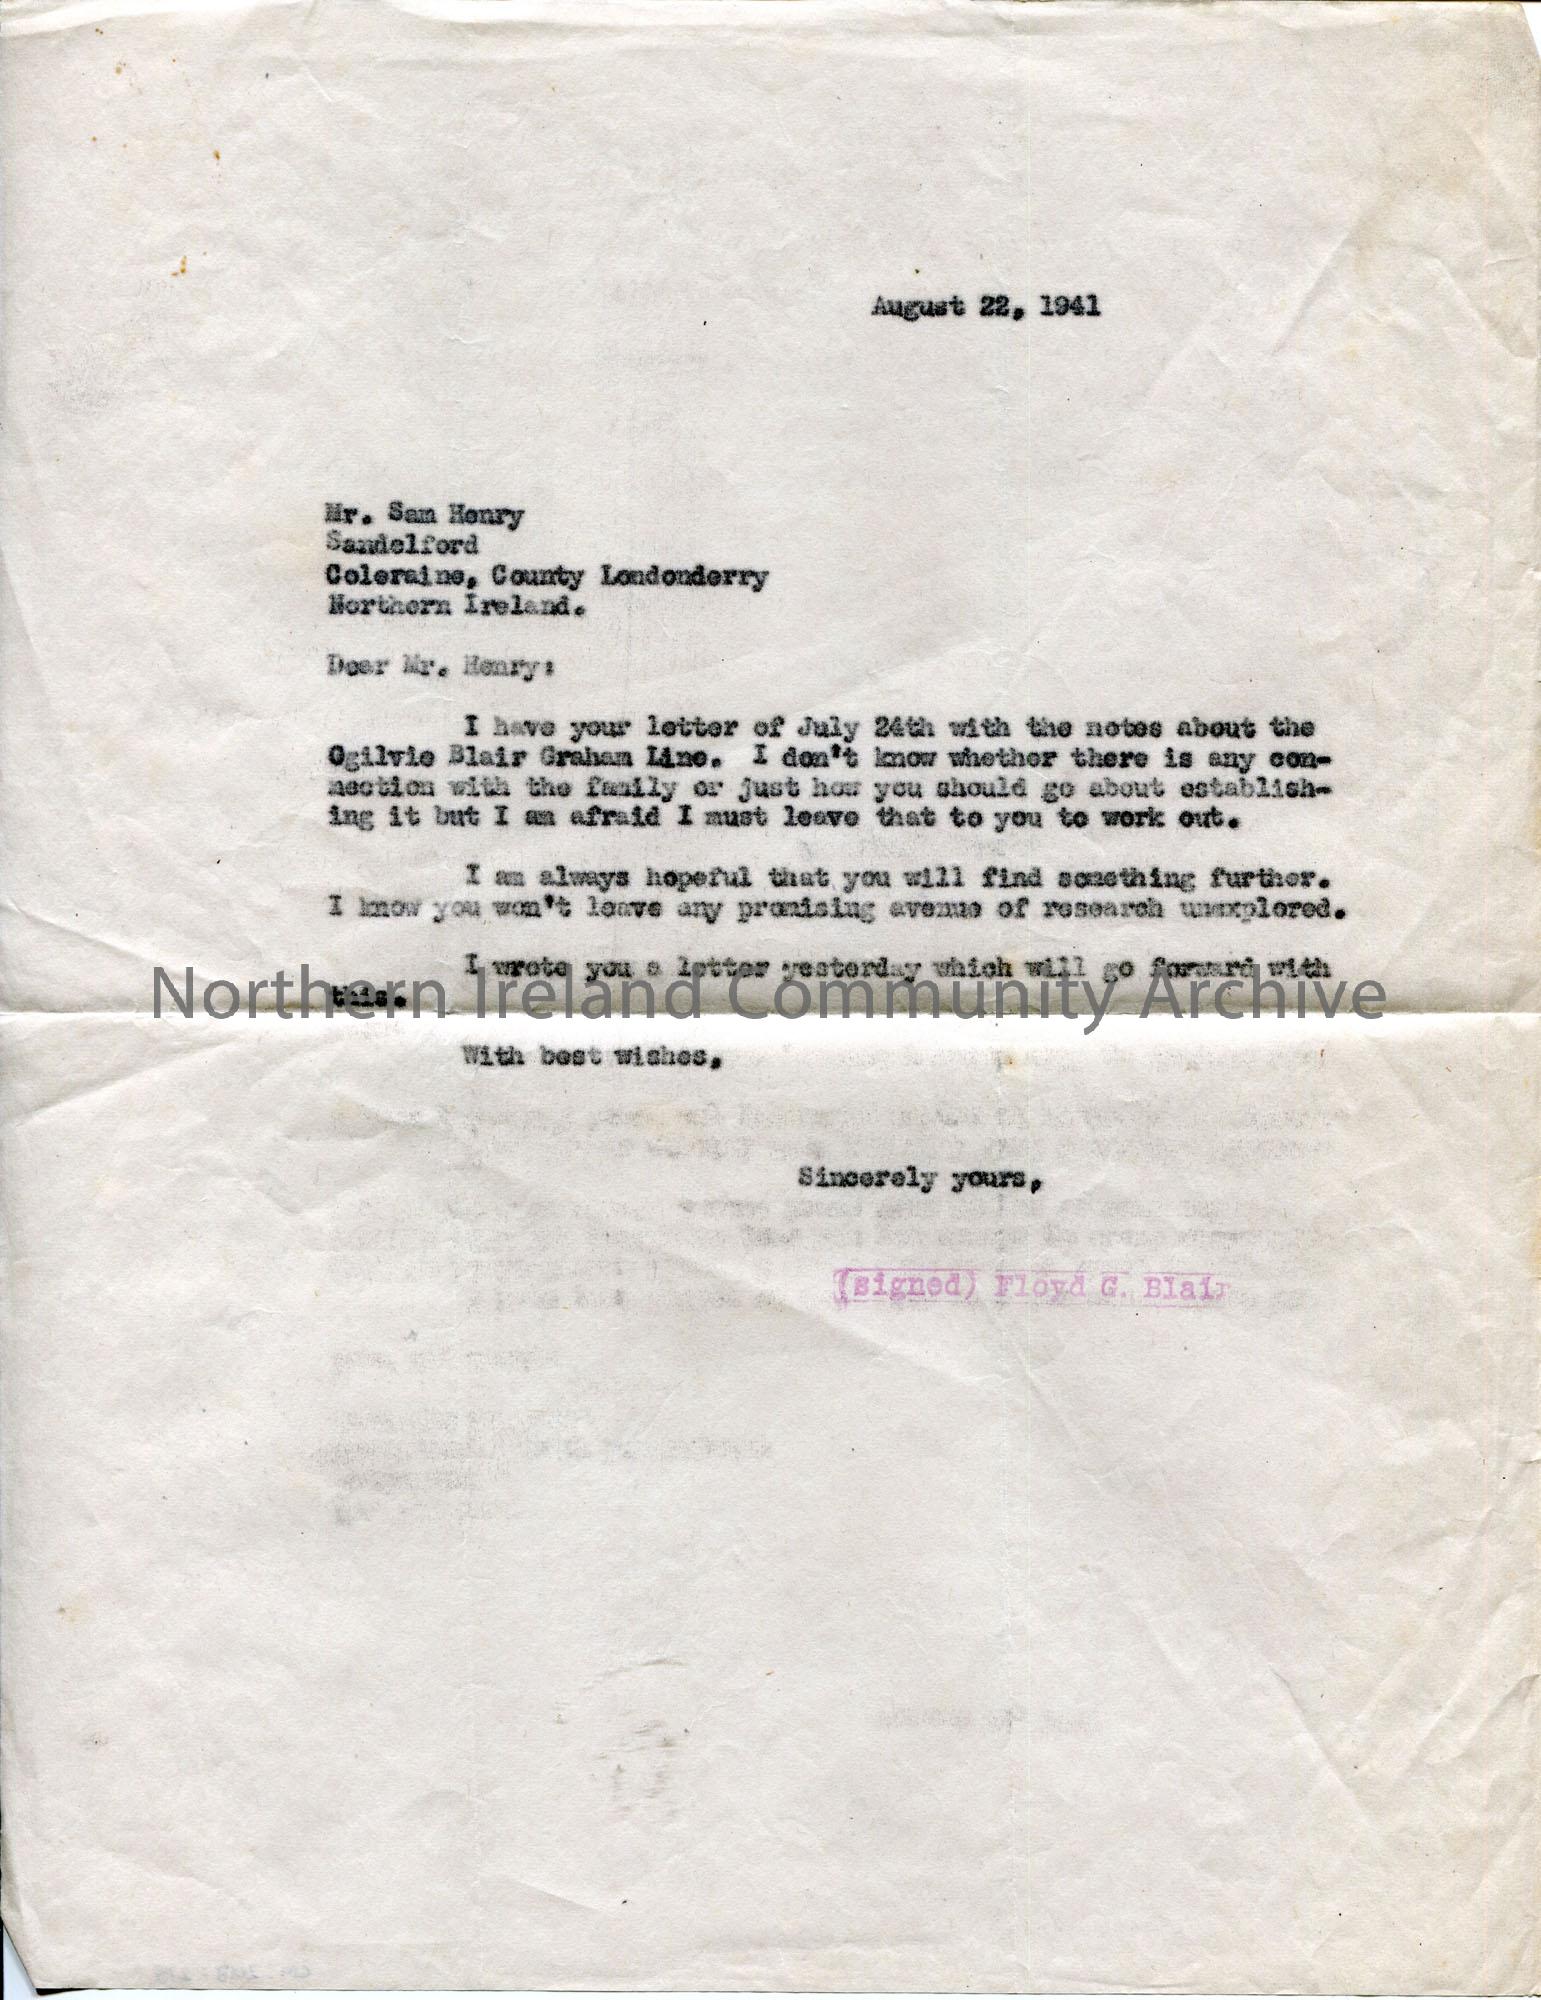 August 22, 1941
Mr. Sam Henry
Sandelford
Coleraine, County Londonderry
Northern Ireland.
Dear Mr. Henry:
I have your letter of July 24th with the notes about the
Ogilvie Blair Graham Line. I don't know whether there is any con-
nection with the family or just how you should go about establish-
ing it but I am afraid I must leave that to you to work out.
I am always hopeful that you will find something further.
I know you won't leave any promising avenue of research unexplored.
I wrote you a letter yesterday which will go forward with
this.
Northern Ireland Community Archive
With best wishes,
Sincerely yours,
(signed) Floyd G. Blair